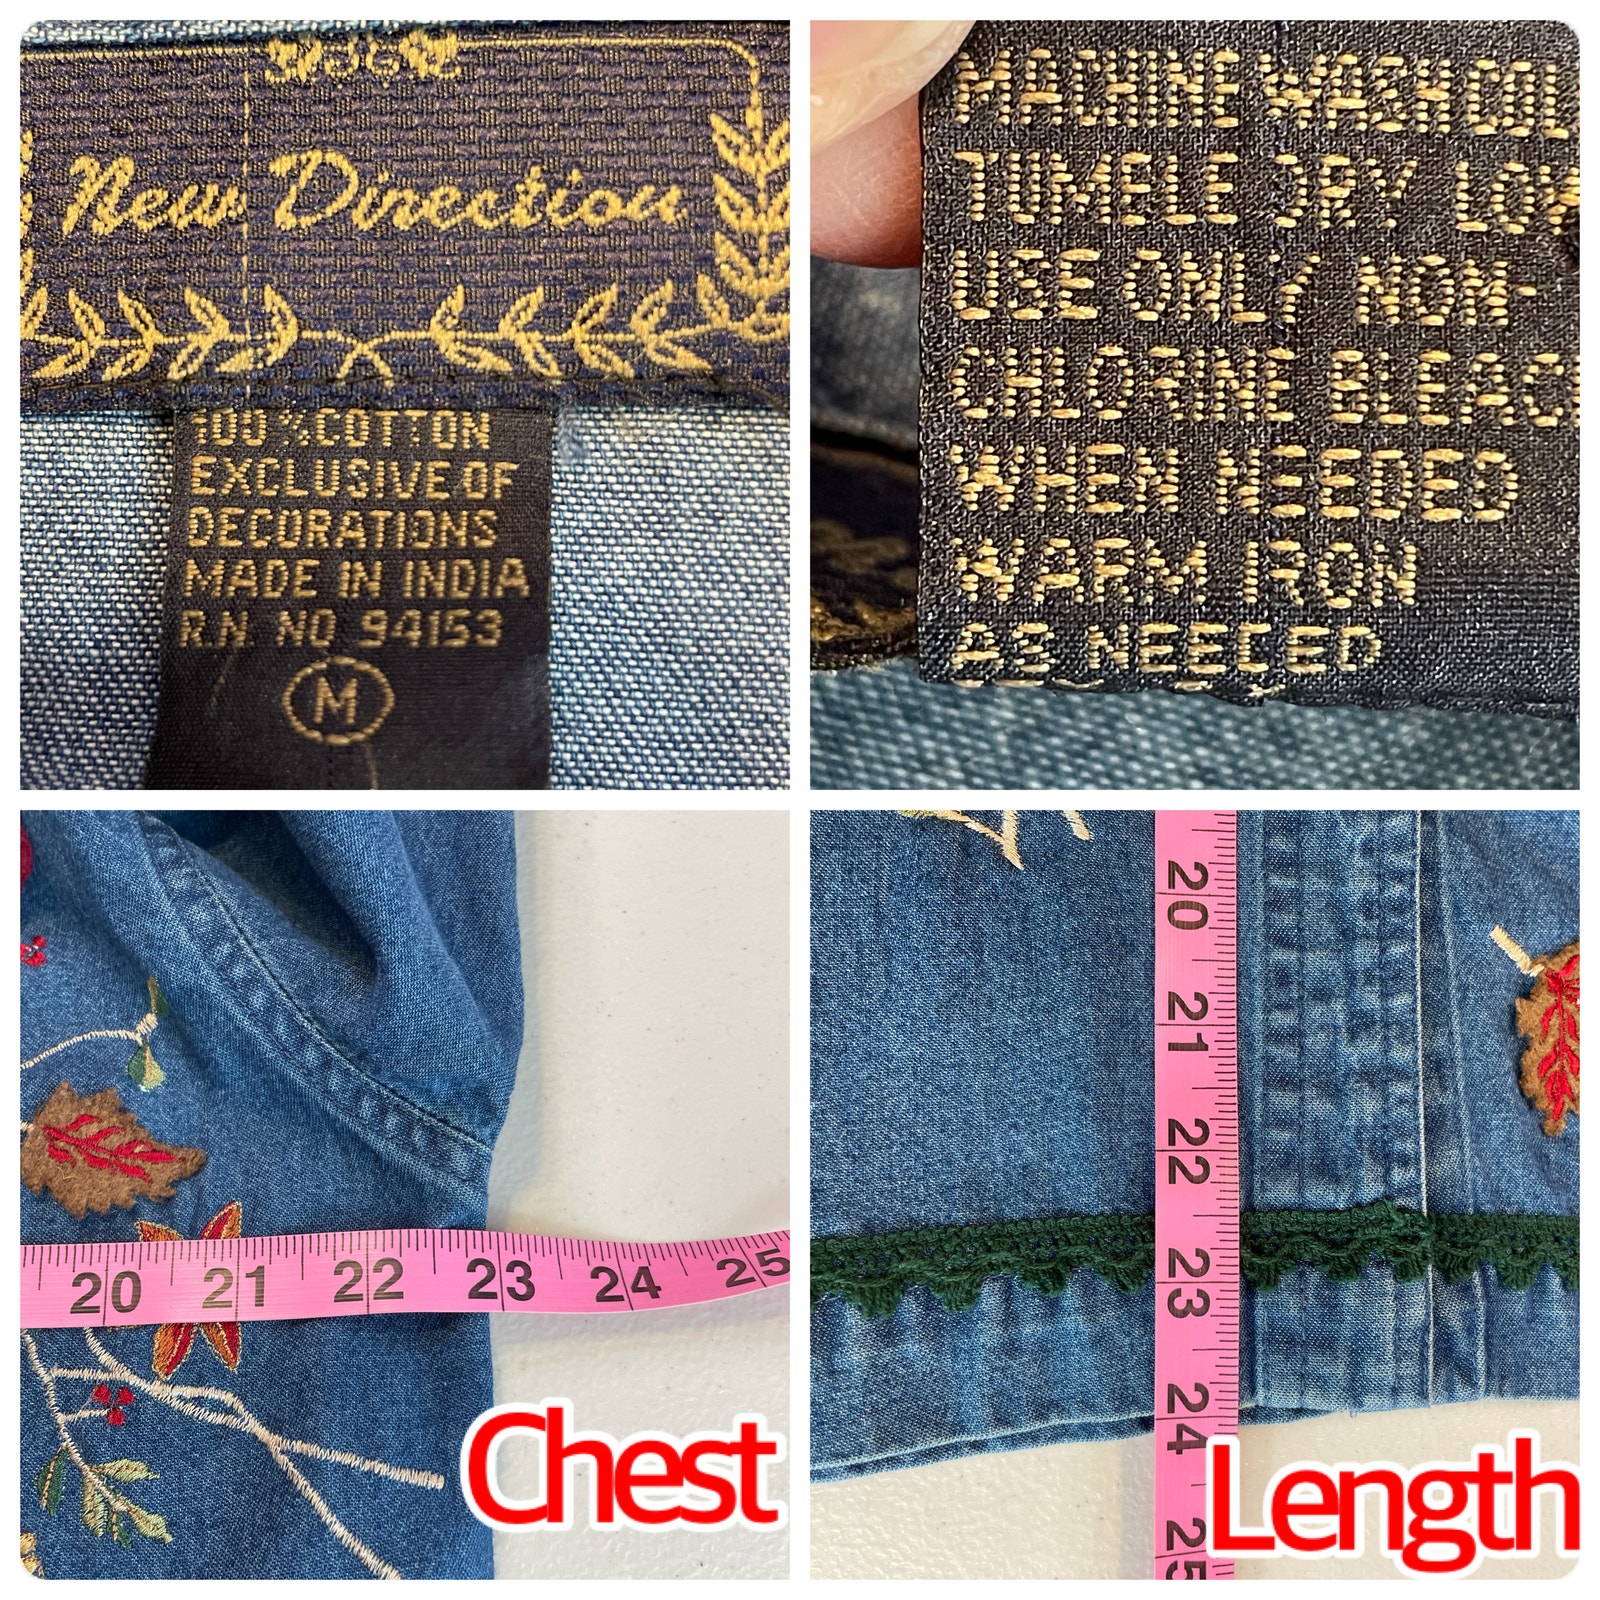 New Direction
100% COTTON
EXCLUSIVE OF
DECORATIONS
MADE IN INDIA
R.N NO 94153
M
MACHINE WASH COL
TUMBLE DRY LOW
USE ONLY NON-
CHLORINE BLEAC
WHEN NEEDED
WARM IRON
AS NEEDED
20 21 22 23 24 25
Chest
20
21
22
23
24
25
Length